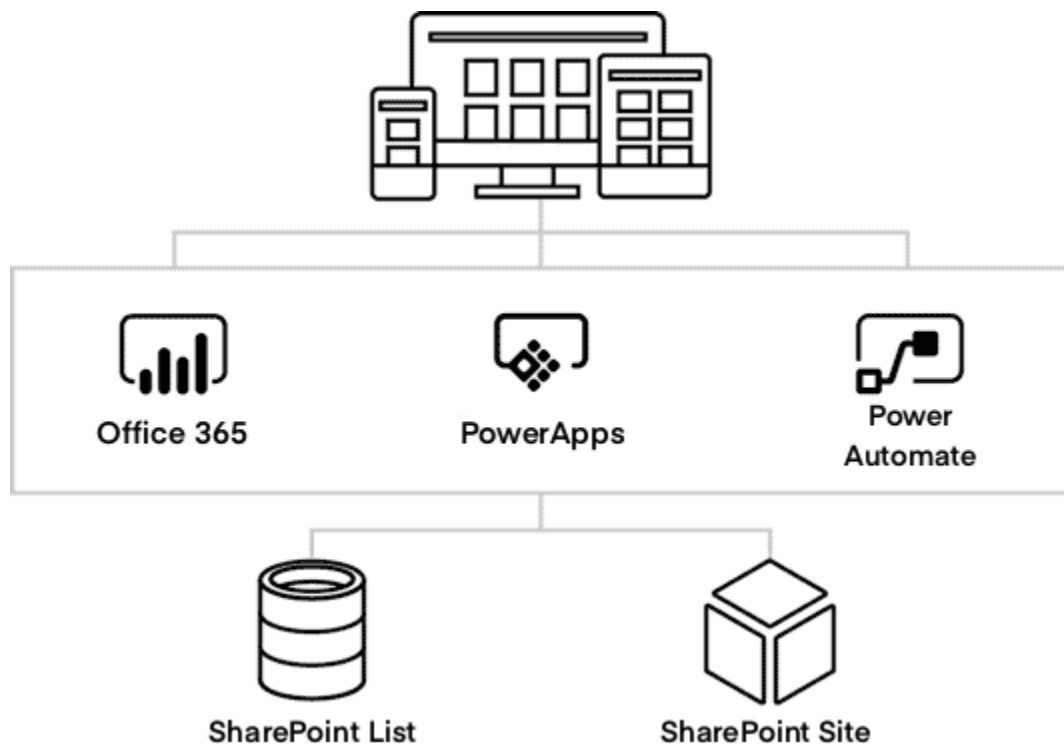 Office 365
PowerApps
Power
Automate
SharePoint List
SharePoint Site